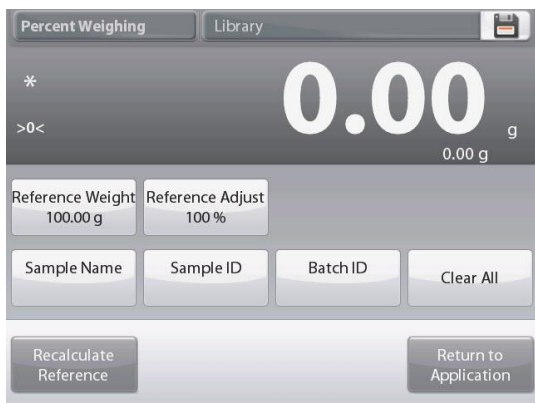 Percent Weighing
Library
*
0.00 g
>0<
0.00 g
Reference Weight
100.00 g
Reference Adjust
100 %
Sample Name
Sample ID
Batch ID
Clear All
Recalculate
Reference
Return to
Application